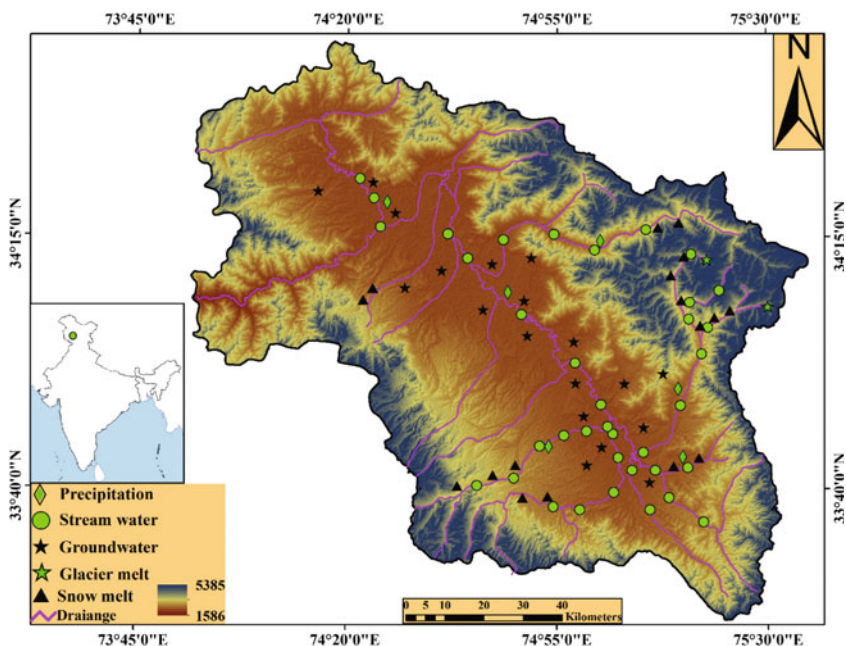 73°45'0"E 74°20'0"E 74°55'0"E 75°30'0"E
N
34°15'0"N 34°15'0"N
33°40'0"N 33°40'0"N
Precipitation
Stream water
Groundwater
Glacier melt
Snow melt
Draiange
5385
1586
0 5 10 20 30 40
Kilometers
73°45'0"E 74°20'0"E 74°55'0"E 75°30'0"E